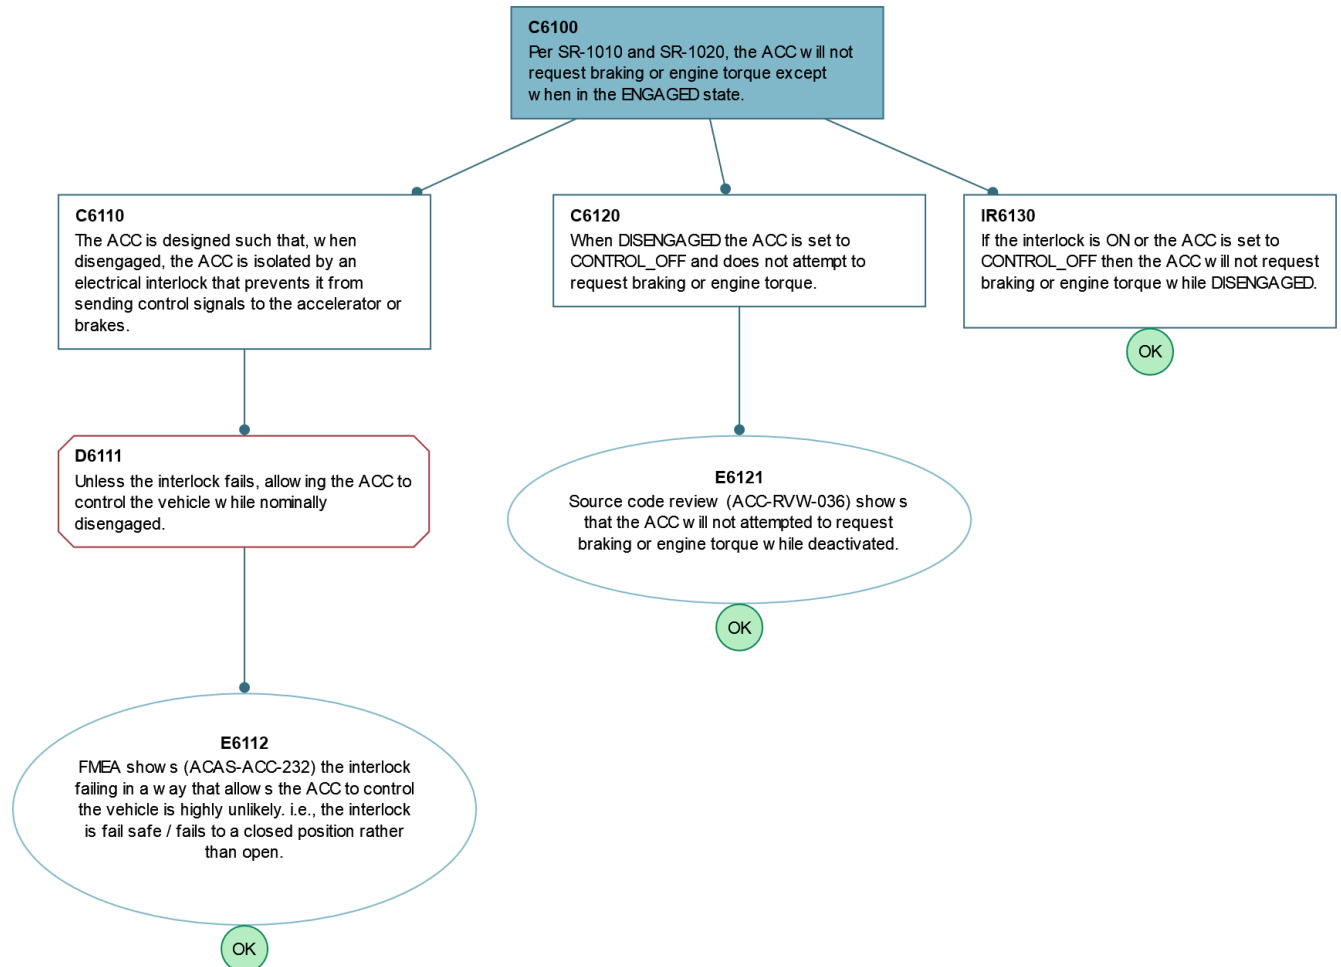 C6100
Per SR-1010 and SR-1020, the ACC will not
request braking or engine torque except
when in the ENGAGED state.
C6110
The ACC is designed such that, when
disengaged, the ACC is isolated by an
electrical interlock that prevents it from
sending control signals to the accelerator or
brakes.
C6120
When DISENGAGED the ACC is set to
CONTROL_OFF and does not attempt to
request braking or engine torque.
IR6130
If the interlock is ON or the ACC is set to
CONTROL_OFF then the ACC will not request
braking or engine torque while DISENGAGED.
OK
D6111
Unless the interlock fails, allowing the ACC to
control the vehicle while nominally
disengaged.
E6121
Source code review (ACC-RVW-036) shows
that the ACC will not attempted to request
braking or engine torque while deactivated.
OK
E6112
FMEA shows (ACAS-ACC-232) the interlock
failing in a way that allows the ACC to control
the vehicle is highly unlikely. i.e., the interlock
is fail safe / fails to a closed position rather
than open.
OK